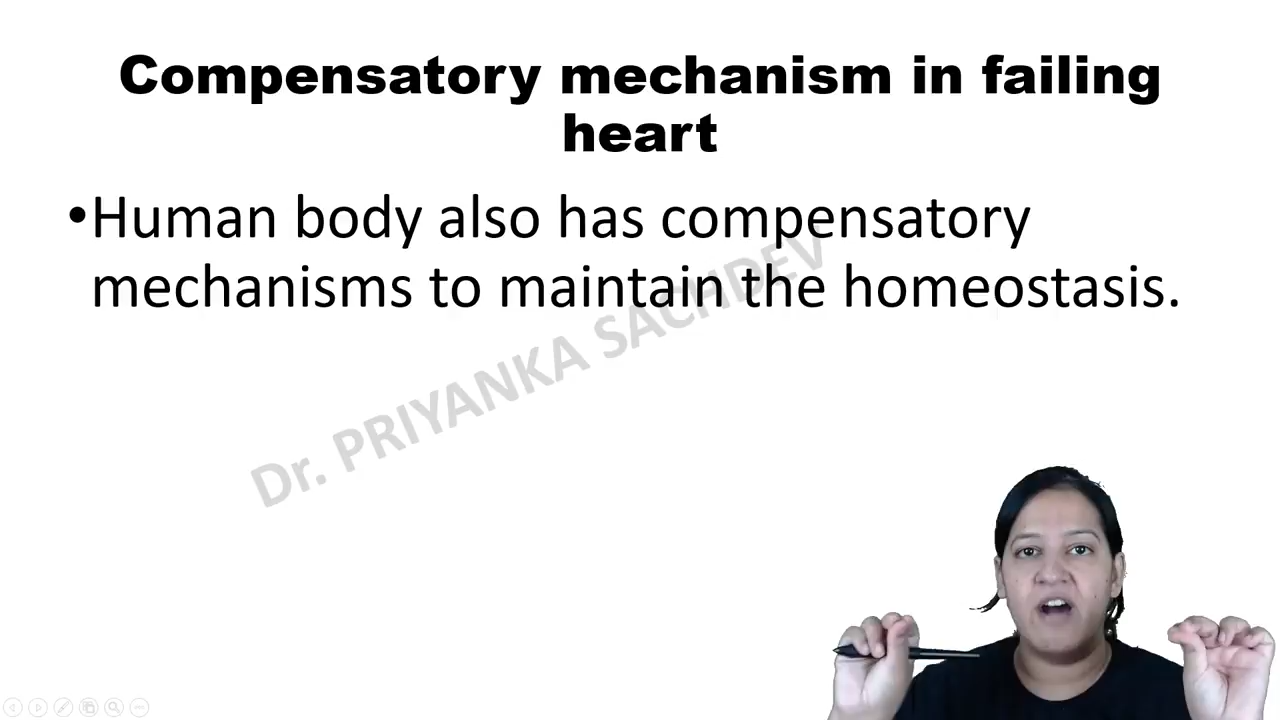 Compensatory mechanism in failing
heart
•Human body also has compensatory
mechanisms to maintain the homeostasis.
Dr. PRIYANKA SACHDEV